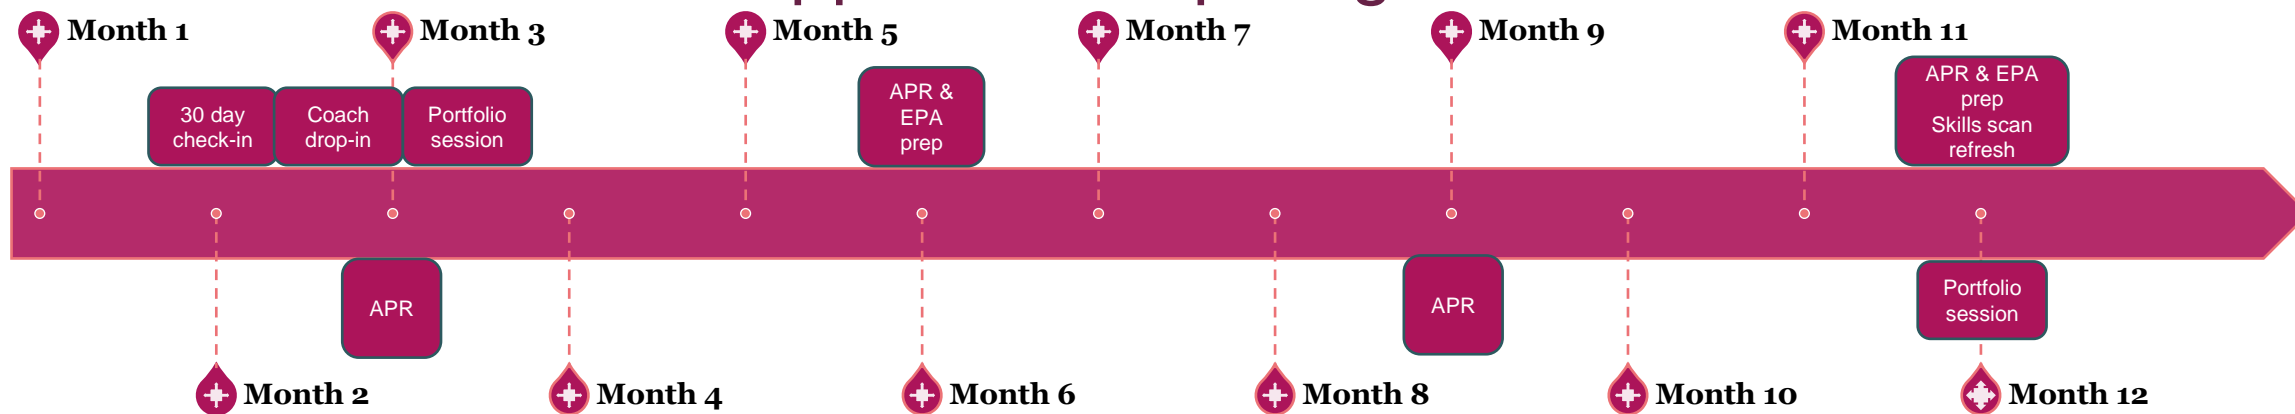 Month 1
Month 3
Month 5
Month 7
Month 9
Month 11
30 day
check-in
Coach
drop-in
Portfolio
session
APR &
EPA
prep
APR & EPA
prep
Skills scan
refresh
APR
APR
Portfolio
session
Month 2
Month 4
Month 6
Month 8
Month 10
Month 12